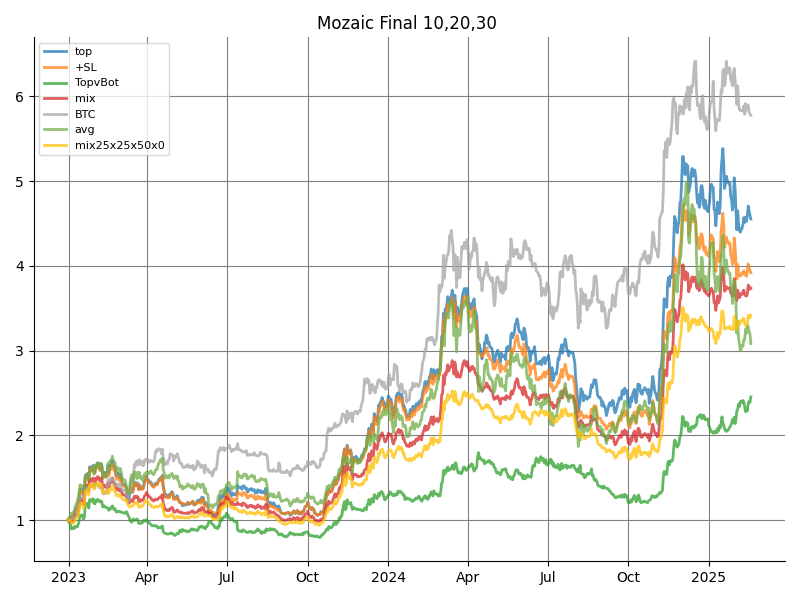 Mozaic Final 10,20,30
top
+SL
TopvBot
mix
BTC
avg
mix25x25x50x0
6
5
4
3
2
1
2023 Apr Jul Oct 2024 Apr Jul Oct 2025